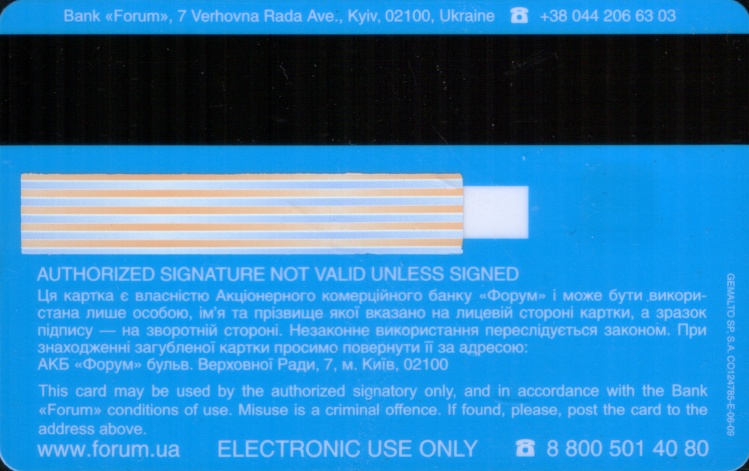 Bank «Forum», 7 Verhovna Rada Ave., Kyiv, 02100, Ukraine ☎ +38 044 206 63 03
AUTHORIZED SIGNATURE NOT VALID UNLESS SIGNED
Ця картка є власністю Акціонерного комерційного банку «Форум» і може бути викори-
стана лише особою, ім’я та прізвище якої вказано на лицевій стороні картки, а зразок
підпису — на зворотній стороні. Незаконне використання переслідується законом. При
знаходженні загубленої картки просимо повернути її за адресою:
АКБ «Форум» бульв. Верховної Ради, 7, м. Київ, 02100
This card may be used by the authorized signatory only, and in accordance with the Bank
«Forum» conditions of use. Misuse is a criminal offence. If found, please, post the card to the
address above.
www.forum.ua ELECTRONIC USE ONLY ☎ 8 800 501 40 80
GEMALTO SP S.A. CO124785-E-06-09